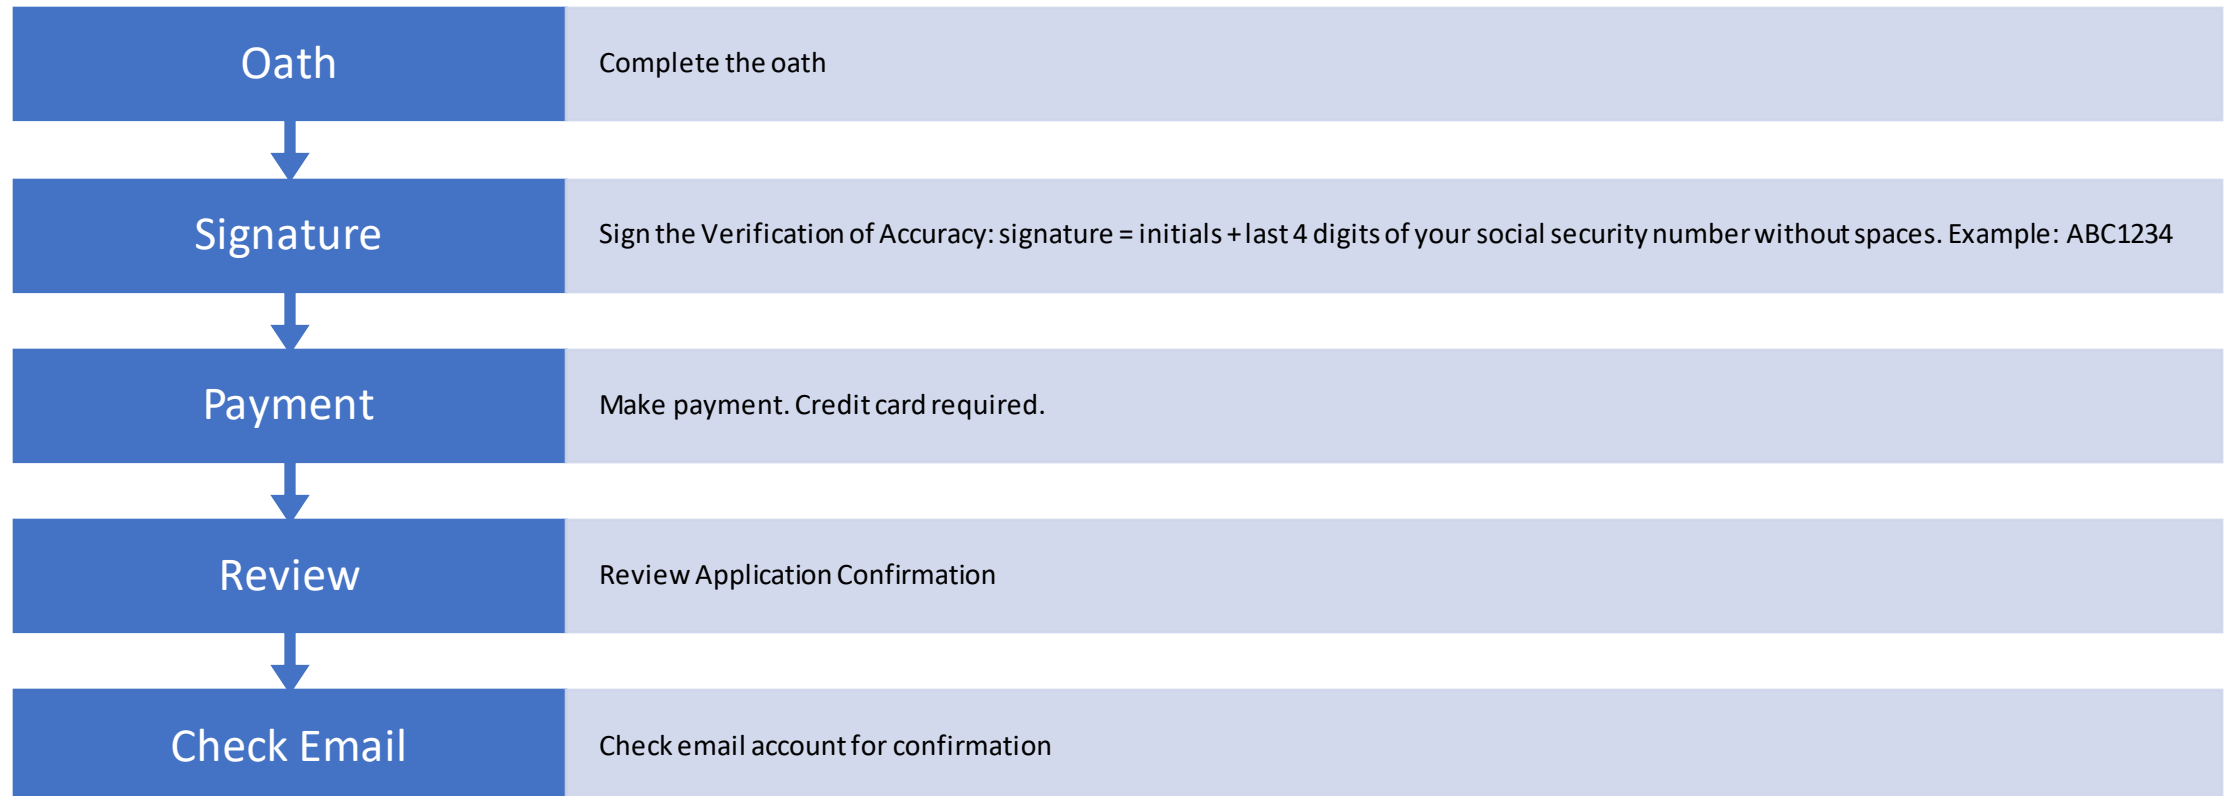 Oath
Complete the oath
Signature
Sign the Verification of Accuracy: signature = initials + last 4 digits of your social security number without spaces. Example: ABC1234
Payment
Make payment. Credit card required.
Review
Review Application Confirmation
Check Email
Check email account for confirmation